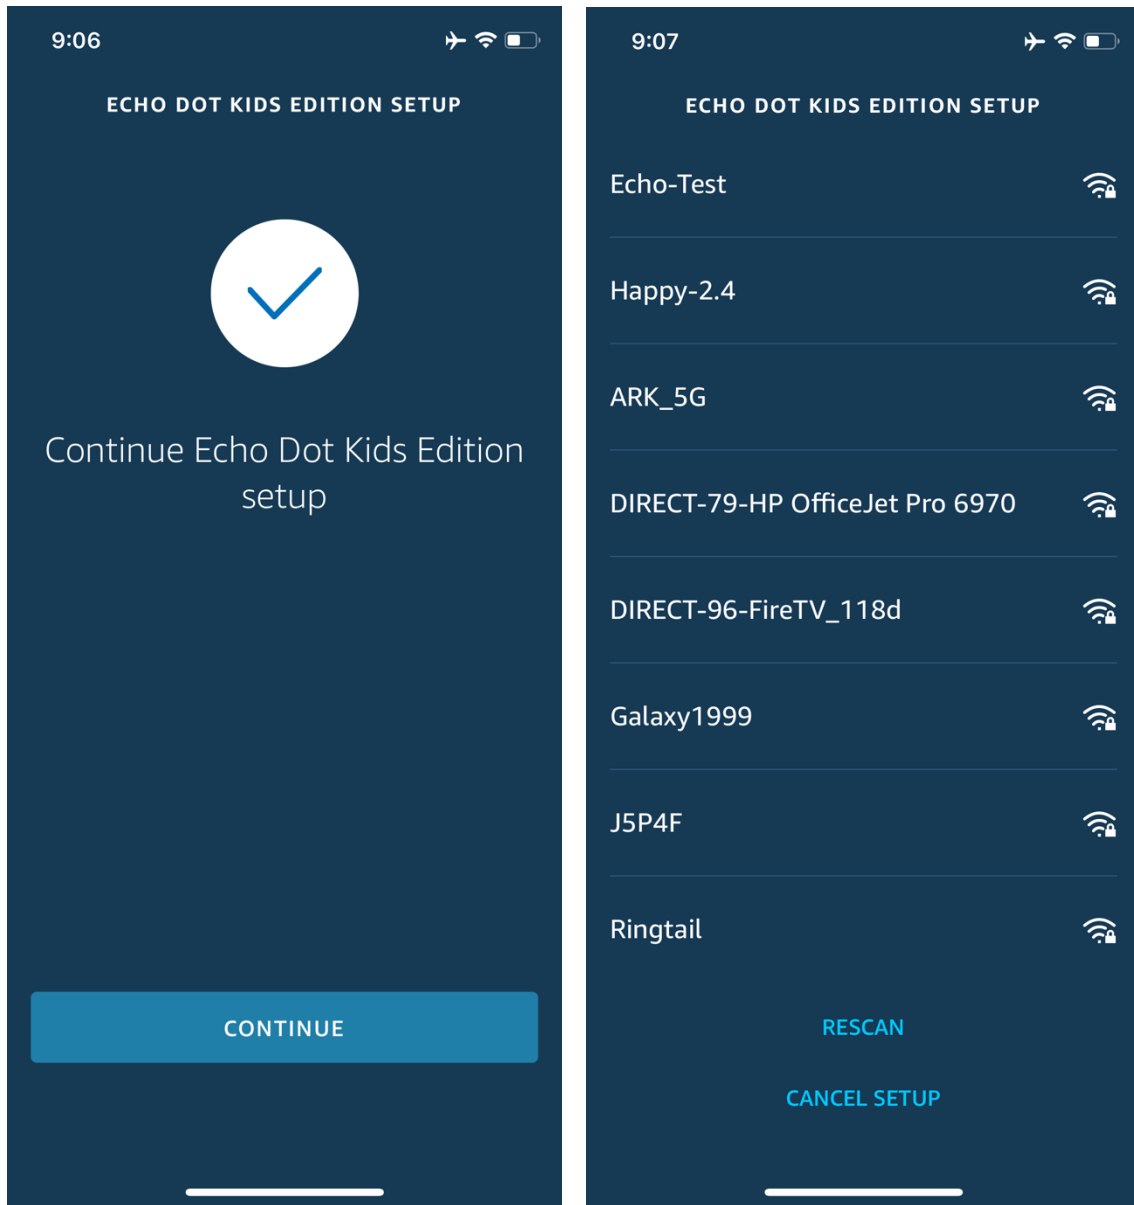 9:06
ECHO DOT KIDS EDITION SETUP
Continue Echo Dot Kids Edition
setup
CONTINUE
9:07
ECHO DOT KIDS EDITION SETUP
Echo-Test
Happy-2.4
ARK_5G
DIRECT-79-HP OfficeJet Pro 6970
DIRECT-96-FireTV_118d
Galaxy1999
J5P4F
Ringtail
RESCAN
CANCEL SETUP